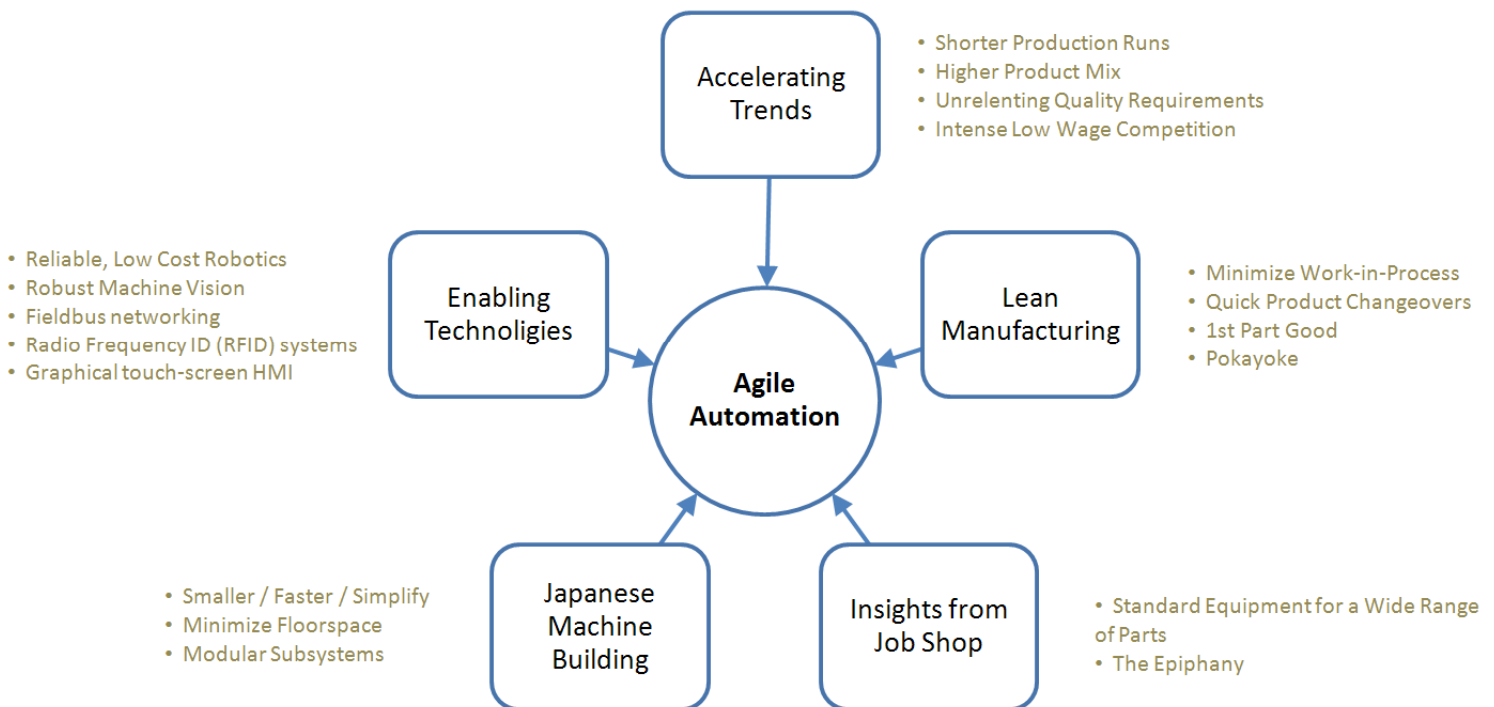 Accelerating
Trends
• Shorter Production Runs
• Higher Product Mix
• Unrelenting Quality Requirements
• Intense Low Wage Competition
• Reliable, Low Cost Robotics
• Robust Machine Vision
• Fieldbus networking
• Radio Frequency ID (RFID) systems
• Graphical touch-screen HMI
Enabling
Technoligies
Lean
Manufacturing
• Minimize Work-in-Process
• Quick Product Changeovers
• 1st Part Good
• Pokayoke
Agile
Automation
• Smaller / Faster / Simplify
• Minimize Floorspace
• Modular Subsystems
Japanese
Machine
Building
Insights from
Job Shop
• Standard Equipment for a Wide Range
of Parts
• The Epiphany